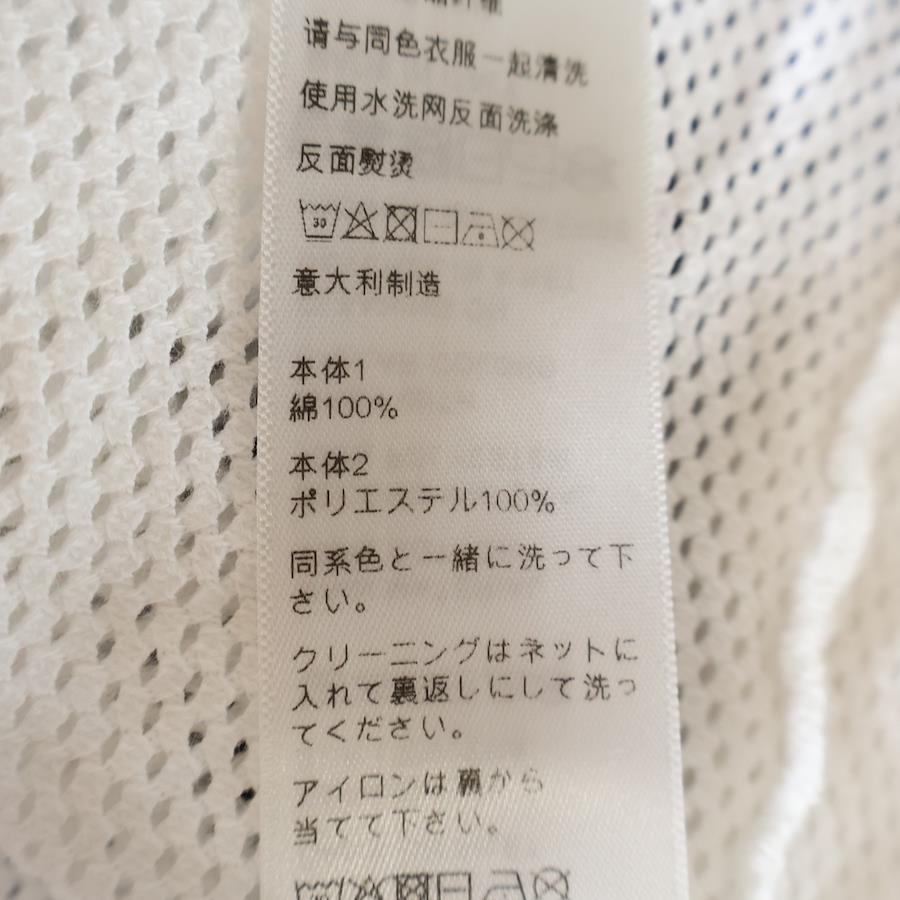 请与同色衣服一起清洗
使用水洗网反面洗涤
反面熨烫
30
意大利制造
本体1
綿100%
本体2
ポリエステル100%
同系色と一緒に洗って下
さい。
クリーニングはネットに
入れて裏返しにして洗っ
てください。
アイロンは裏から
当てて下さい。